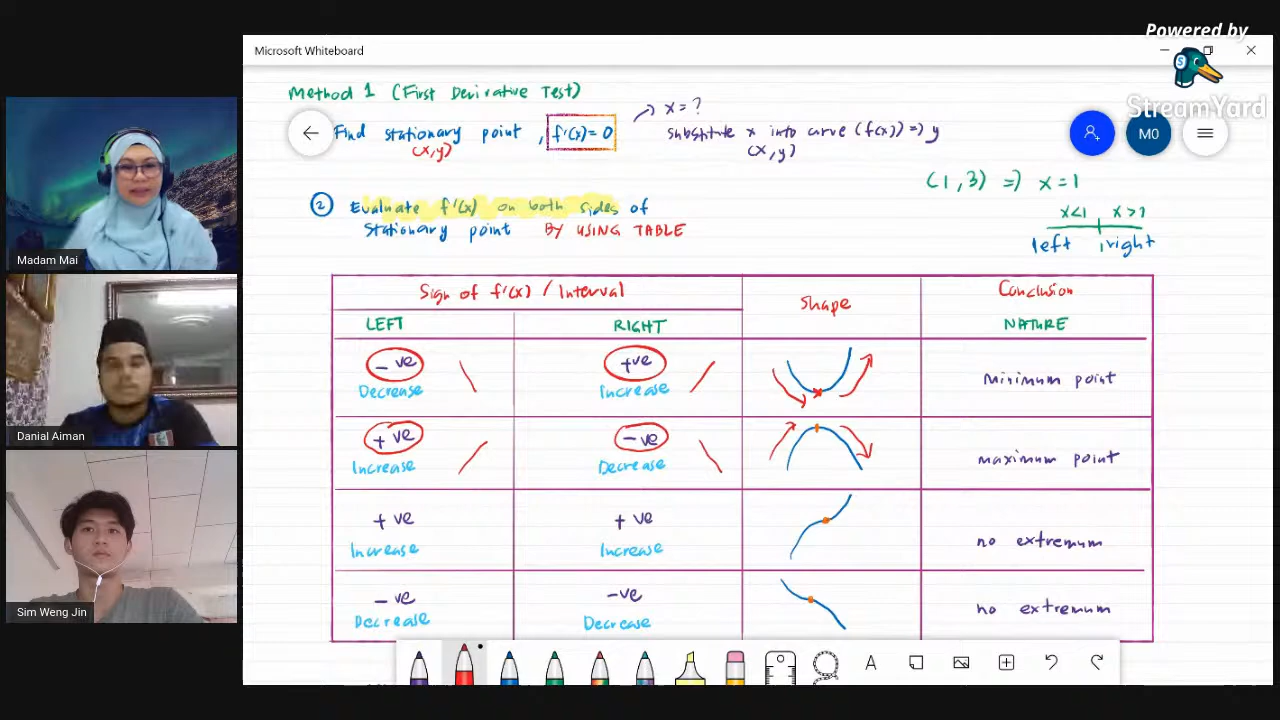 Powered by
StreamYard
Microsoft Whiteboard
Method 1 (First Derivative Test)
x = ?
Find stationary point, f'(x) = 0
substitute x into curve (f(x)) => y
(x,y)
(x,y)
(1,3) => x = 1
x<1 x>1
left right
② Evaluate f'(x) on both sides of
stationary point BY USING TABLE
MO
Sign of f'(x) / Interval
Shape
Conclusion
LEFT RIGHT NATURE
- ve +ve
Decrease Increase
Minimum point
+ ve - ve
Increase Decrease
maximum point
+ ve + ve
Increase Increase
no extremum
- ve -ve
Decrease Decrease
no extremum
A
Madam Mai
Danial Aiman
Sim Weng Jin